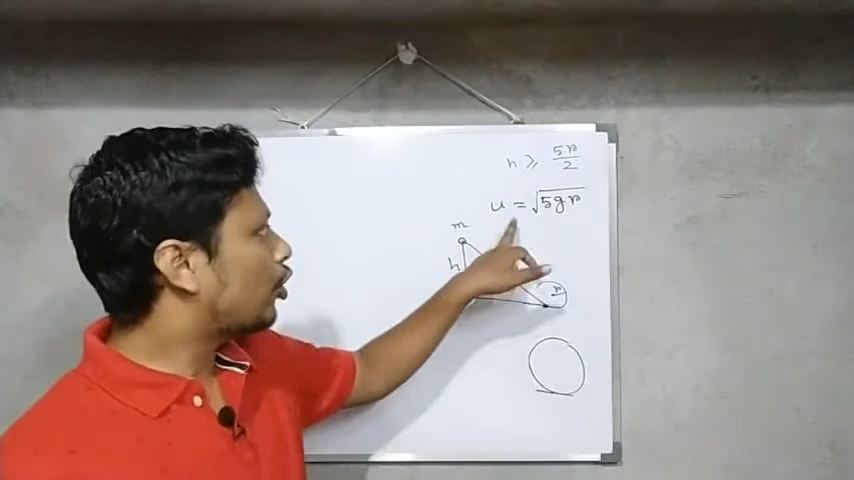 h ≥ 5r/2
u = √5gr
m
h
r